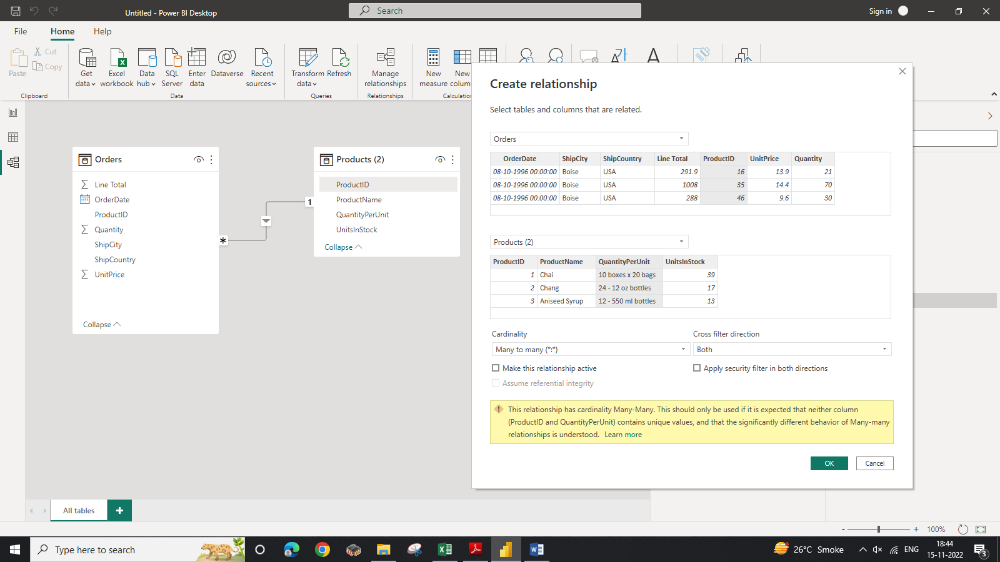 Untitled - Power BI Desktop
Search
Sign in
File
Home
Help
Paste
Cut
Copy
Clipboard
Get data
Excel workbook
Data hub
SQL Server
Enter data
Dataverse
Recent sources
Data
Transform data
Refresh
Queries
Manage relationships
Relationships
New measure
New colum
Calculation
Orders
Line Total
OrderDate
ProductID
Quantity
ShipCity
ShipCountry
UnitPrice
Collapse
*
1
Products (2)
ProductID
ProductName
QuantityPerUnit
UnitsInStock
Collapse
Create relationship
Select tables and columns that are related.
Orders
OrderDate ShipCity ShipCountry Line Total ProductID UnitPrice Quantity
08-10-1996 00:00:00 Boise USA 291.9 16 13.9 21
08-10-1996 00:00:00 Boise USA 1008 35 14.4 70
08-10-1996 00:00:00 Boise USA 288 46 9.6 30
Products (2)
ProductID ProductName QuantityPerUnit UnitsInStock
1 Chai 10 boxes x 20 bags 39
2 Chang 24 - 12 oz bottles 17
3 Aniseed Syrup 12 - 550 ml bottles 13
Cardinality
Cross filter direction
Many to many (*:*)
Both
Make this relationship active
Apply security filter in both directions
Assume referential integrity
This relationship has cardinality Many-Many. This should only be used if it is expected that neither column
(ProductID and QuantityPerUnit) contains unique values, and that the significantly different behavior of Many-many
relationships is understood. Learn more
OK
Cancel
All tables
+
- + 100%
Type here to search
26°C Smoke
ENG
18:44
15-11-2022
3